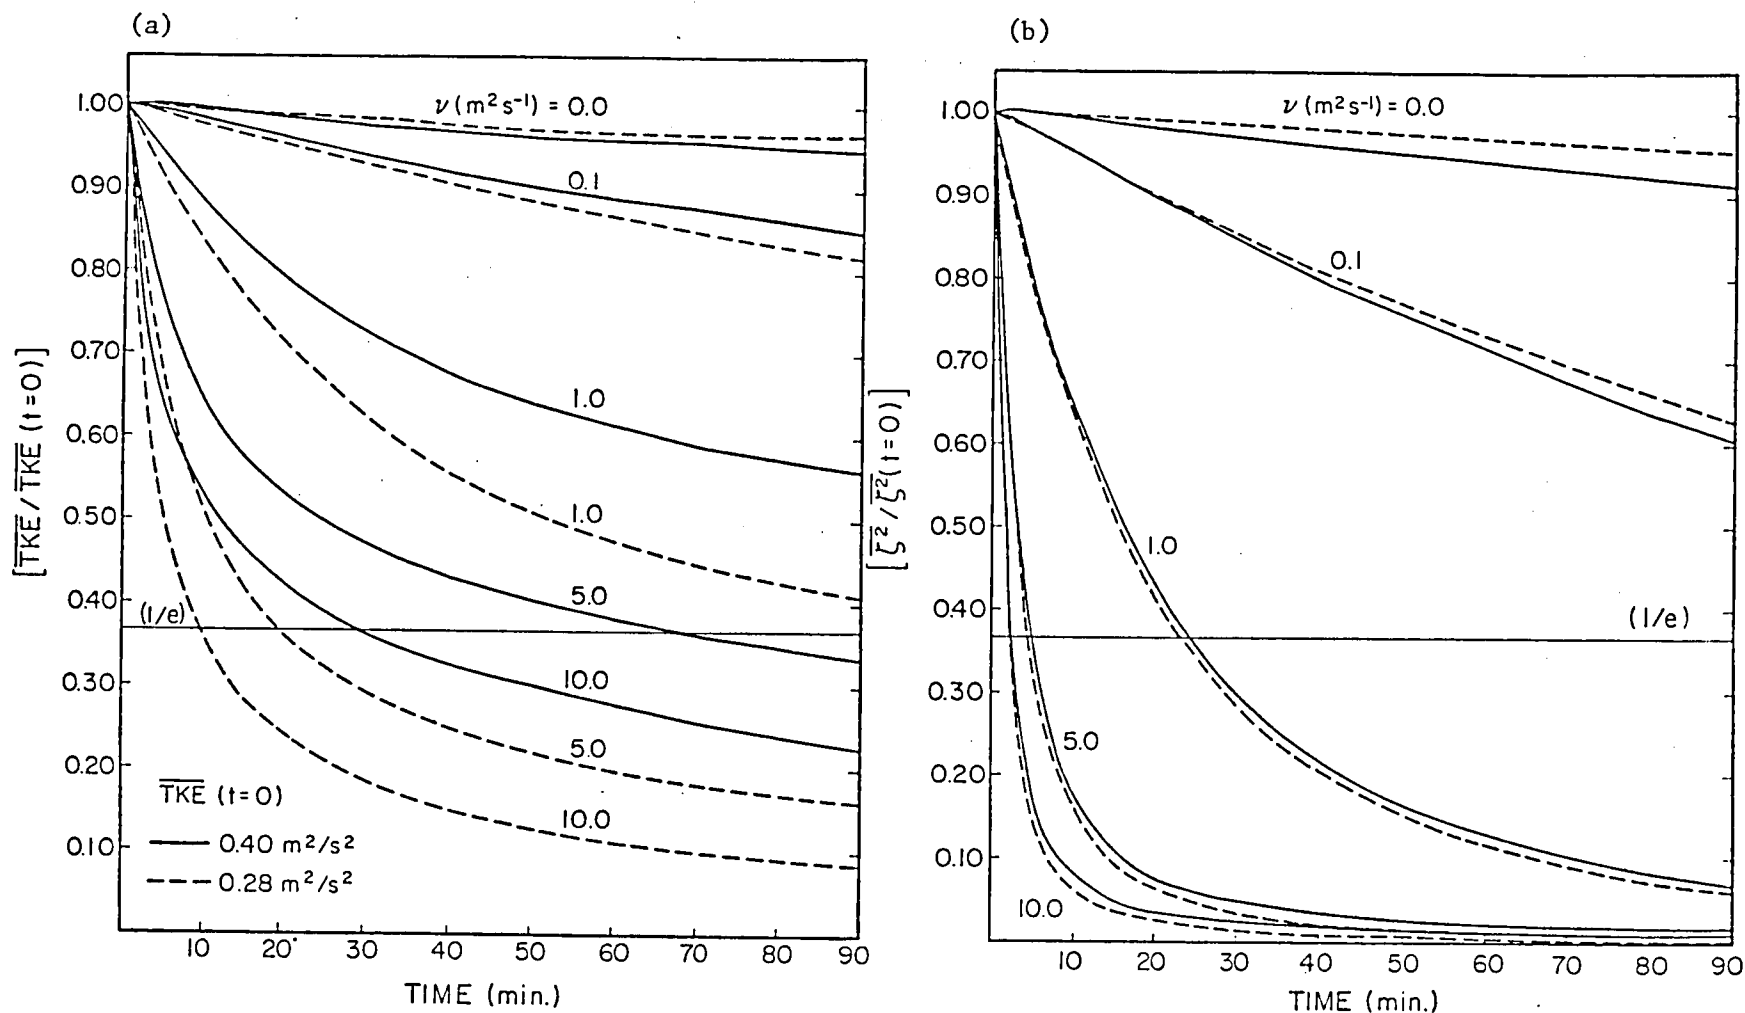 (a)
ν (m²s⁻¹) = 0.0
1.00
0.90
0.80
0.70
0.60
0.50
0.40
0.30
0.20
0.10
[TKE̅ / TKE̅ (t=0)]
0.1
1.0
1.0
5.0
(1/e)
10.0
5.0
10.0
TKE̅ (t=0)
0.40 m²/s²
0.28 m²/s²
10 20 30 40 50 60 70 80 90
TIME (min.)
(b)
ν (m²s⁻¹) = 0.0
1.00
0.90
0.80
0.70
0.60
0.50
0.40
0.30
0.20
0.10
[ζ̅² / ζ̅² (t=0)]
0.1
1.0
(1/e)
5.0
10.0
10 20 30 40 50 60 70 80 90
TIME (min.)